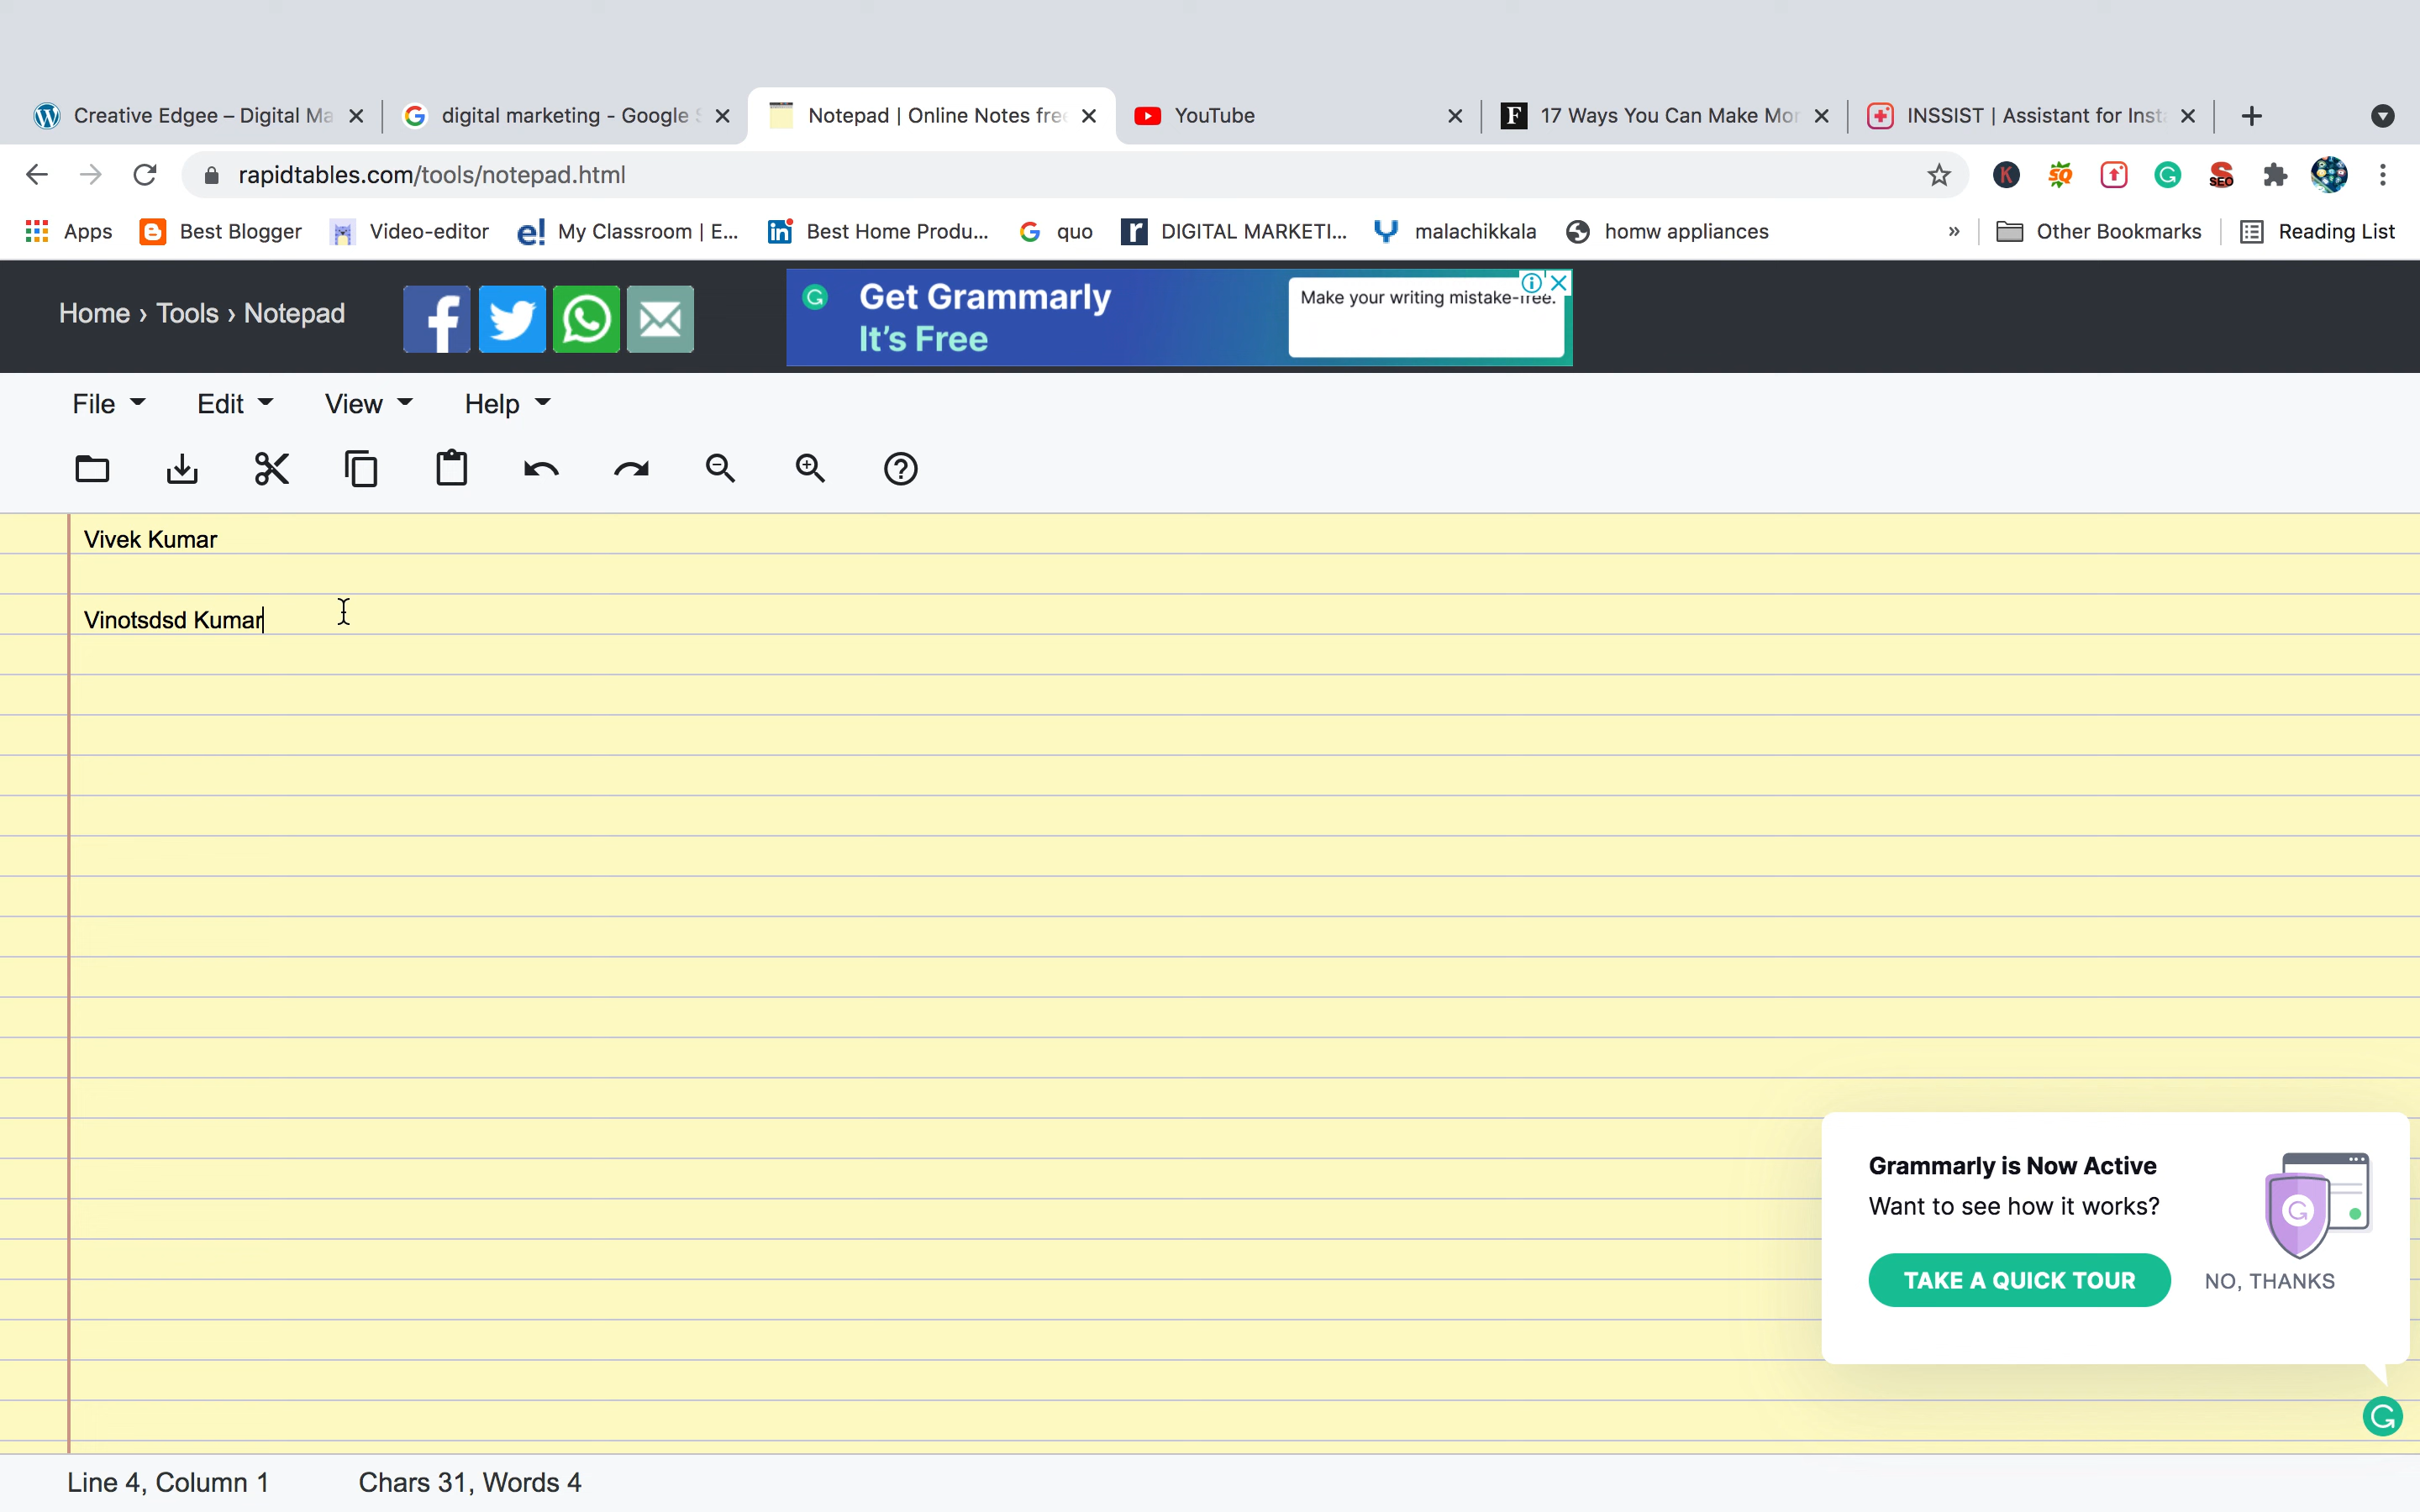 Creative Edgee – Digital Ma
digital marketing - Google S
Notepad | Online Notes free
YouTube
17 Ways You Can Make Mor
INSSIST | Assistant for Inst
rapidtables.com/tools/notepad.html
Apps
Best Blogger
Video-editor
My Classroom | E...
Best Home Produ...
quo
DIGITAL MARKETI...
malachikkala
homw appliances
»
Other Bookmarks
Reading List
Home › Tools › Notepad
Get Grammarly
It's Free
Make your writing mistake-free.
File
Edit
View
Help
Vivek Kumar
Vinotsdsd Kumar
Grammarly is Now Active
Want to see how it works?
TAKE A QUICK TOUR
NO, THANKS
Line 4, Column 1
Chars 31, Words 4